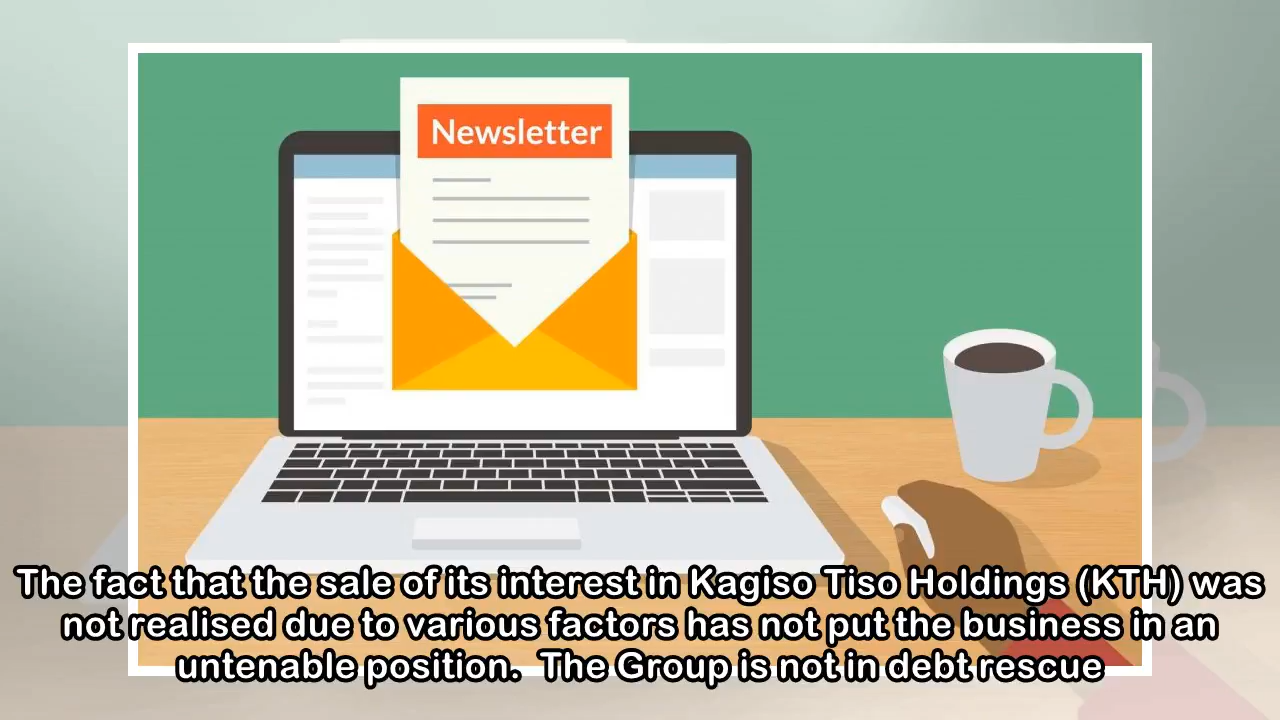 Newsletter
The fact that the sale of its interest in Kagiso Tiso Holdings (KTH) was
not realised due to various factors has not put the business in an
untenable position.  The Group is not in debt rescue